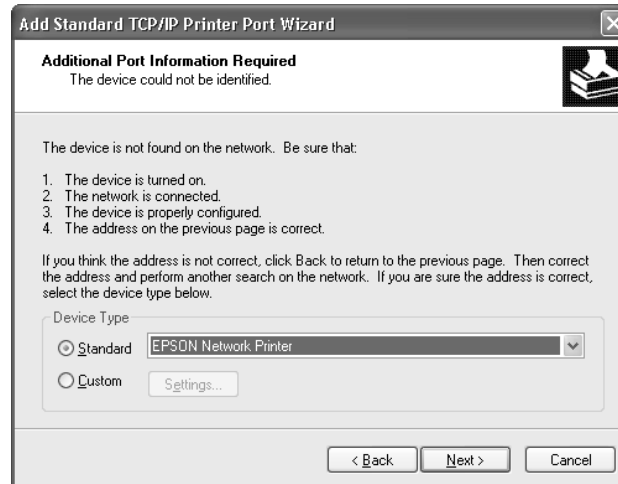 Add Standard TCP/IP Printer Port Wizard
Additional Port Information Required
The device could not be identified.
The device is not found on the network. Be sure that:
1. The device is turned on.
2. The network is connected.
3. The device is properly configured.
4. The address on the previous page is correct.
If you think the address is not correct, click Back to return to the previous page. Then correct
the address and perform another search on the network. If you are sure the address is correct,
select the device type below.
Device Type
Standard EPSON Network Printer
Custom Settings...
< Back Next > Cancel